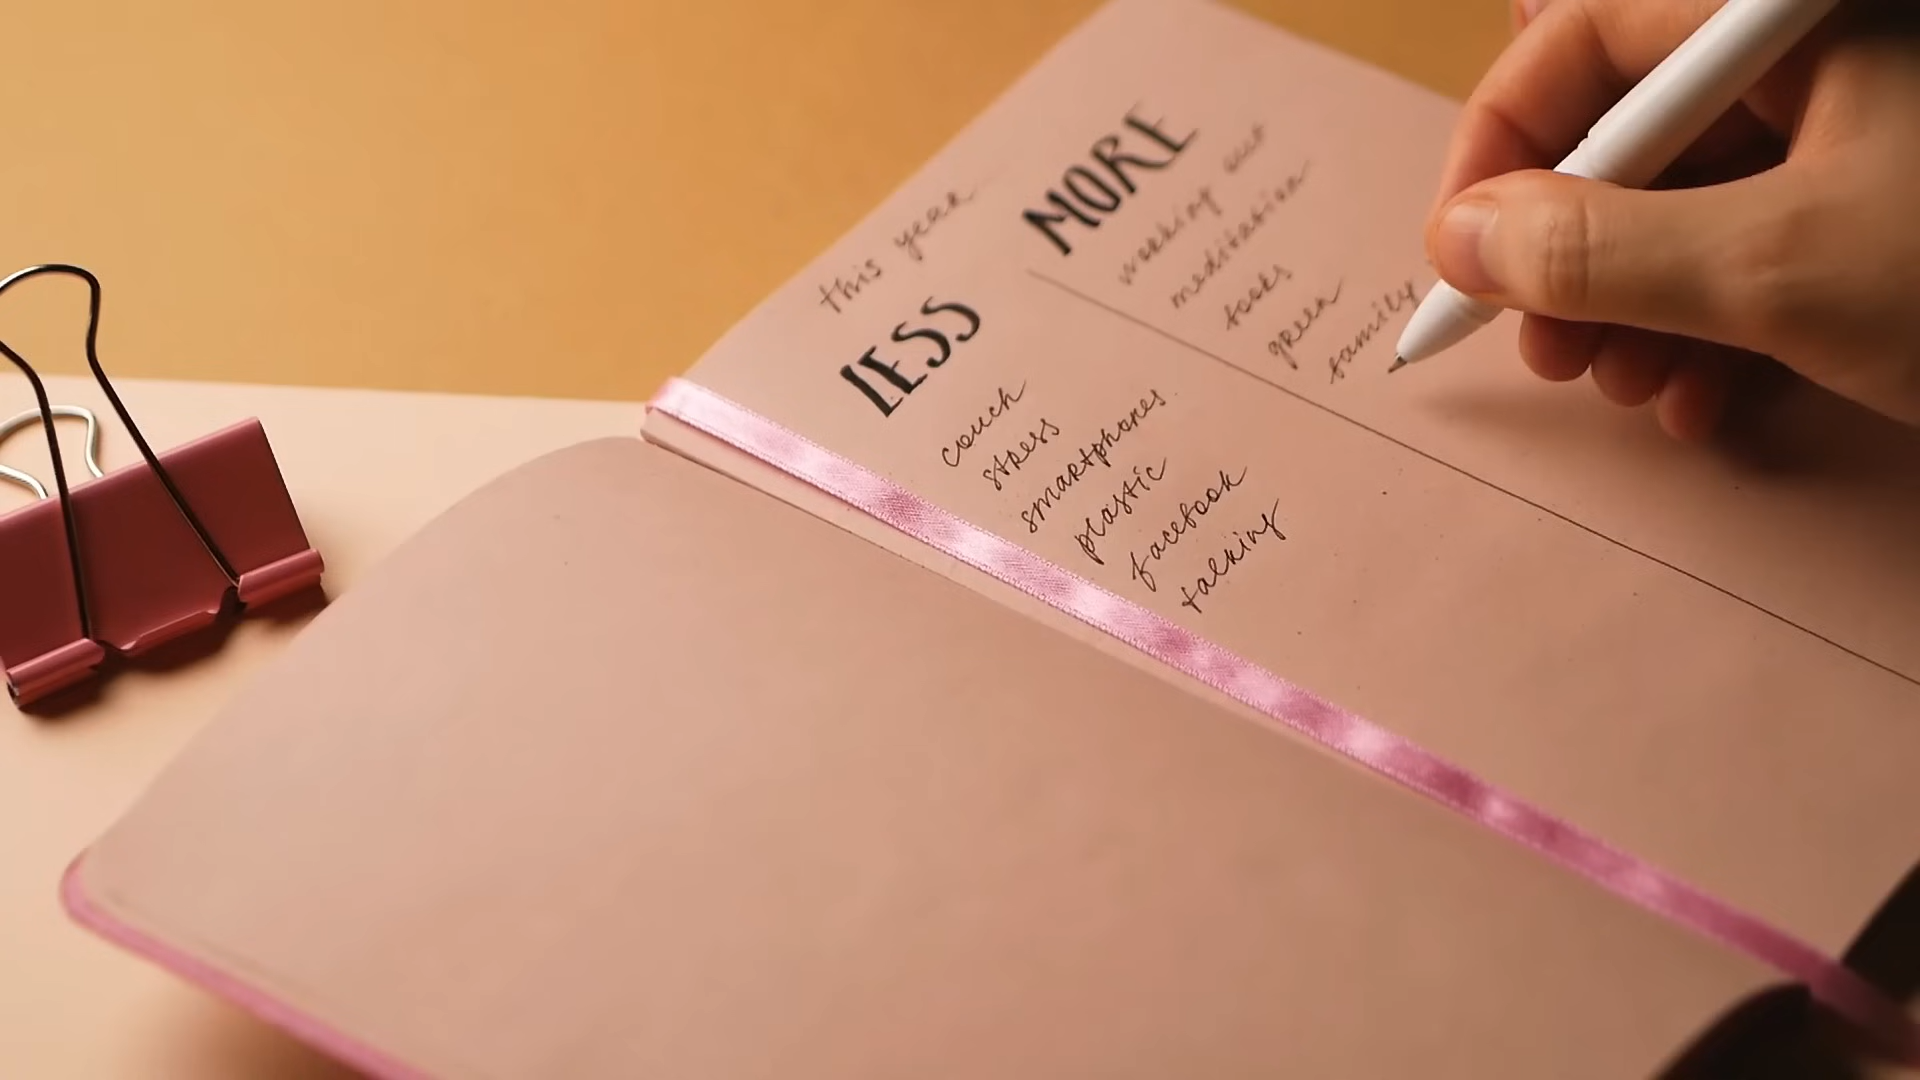 this year
LESS
couch
stress
smartphones
plastic
facebook
talking
MORE
working out
meditation
books
green
family